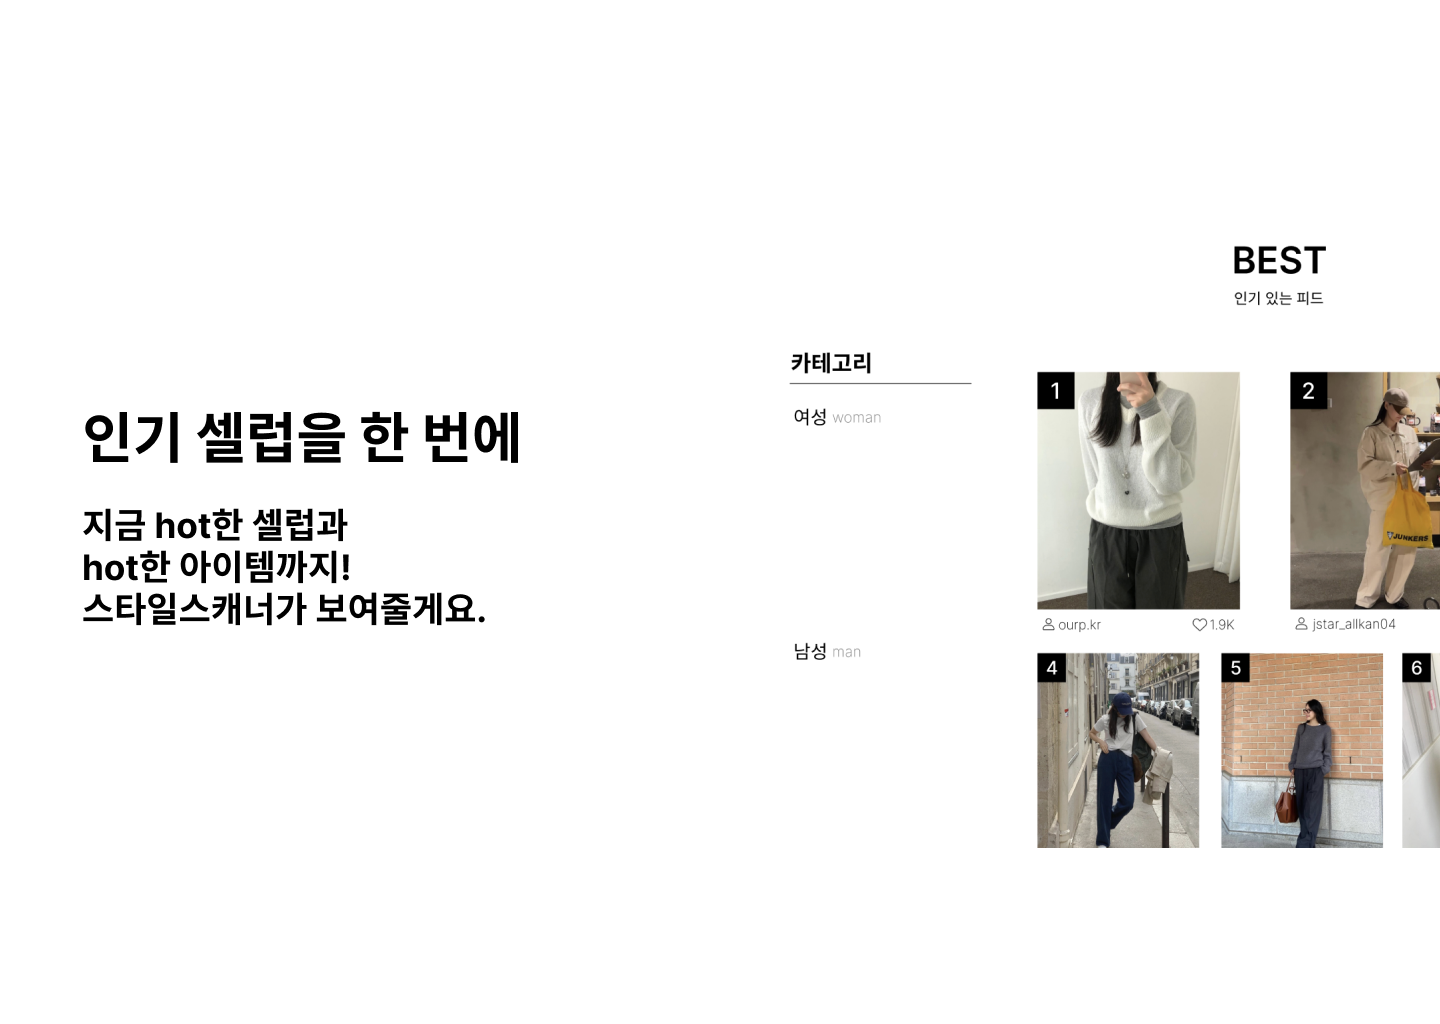 인기 셀럽을 한 번에
지금 hot한 셀럽과
hot한 아이템까지!
스타일스캐너가 보여줄게요.
BEST
인기 있는 피드
카테고리
여성 woman
남성 man
1
2
JUNKERS
ourp.kr
1.9K
jstar_allkan04
4
5
6